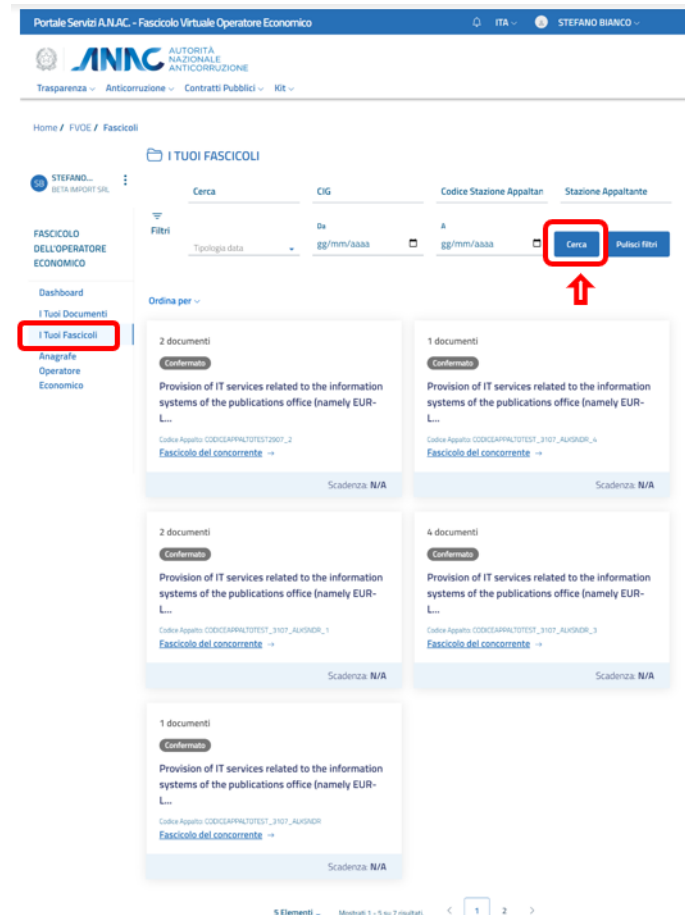 Portale Servizi A.N.AC. - Fascicolo Virtuale Operatore Economico
ITA
STEFANO BIANCO
ANAC
AUTORITÀ
NAZIONALE
ANTICORRUZIONE
Trasparenza Anticorruzione Contratti Pubblici Kit
Home / FVOE / Fascicoli
I TUOI FASCICOLI
SB
STEFANO...
BETA IMPORT SRL
Cerca CIG Codice Stazione Appaltan Stazione Appaltante
Filtri
Tipologia data
Da
gg/mm/aaaa
A
gg/mm/aaaa
Cerca
Pulisci filtri
FASCICOLO
DELL'OPERATORE
ECONOMICO
Dashboard
I Tuoi Documenti
I Tuoi Fascicoli
Anagrafe
Operatore
Economico
Ordina per
2 documenti
Confermato
Provision of IT services related to the information
systems of the publications office (namely EUR-
L...
Codice Appalto: CODICEAPPALTOTEST2907_2
Fascicolo del concorrente →
Scadenza: N/A
1 documenti
Confermato
Provision of IT services related to the information
systems of the publications office (namely EUR-
L...
Codice Appalto: CODICEAPPALTOTEST_3107_ALKSNDR_4
Fascicolo del concorrente →
Scadenza: N/A
2 documenti
Confermato
Provision of IT services related to the information
systems of the publications office (namely EUR-
L...
Codice Appalto: CODICEAPPALTOTEST_3107_ALKSNDR_1
Fascicolo del concorrente →
Scadenza: N/A
4 documenti
Confermato
Provision of IT services related to the information
systems of the publications office (namely EUR-
L...
Codice Appalto: CODICEAPPALTOTEST_3107_ALKSNDR_3
Fascicolo del concorrente →
Scadenza: N/A
1 documenti
Confermato
Provision of IT services related to the information
systems of the publications office (namely EUR-
L...
Codice Appalto: CODICEAPPALTOTEST_3107_ALKSNDR
Fascicolo del concorrente →
Scadenza: N/A
5 Elementi Mostrati 1 - 5 su 7 risultati. < 1 2 >